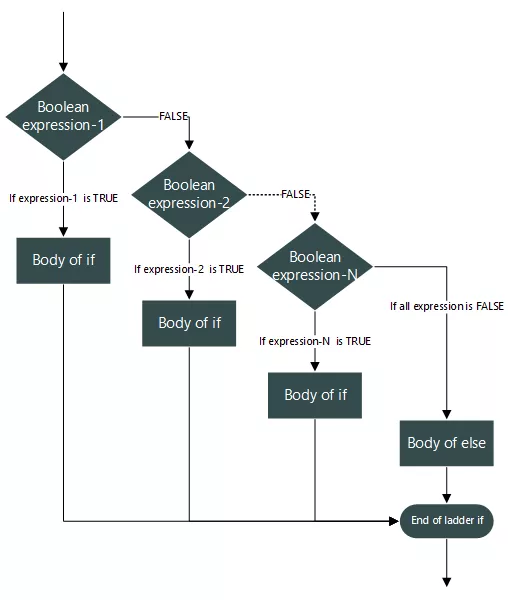 Boolean
expression-1
FALSE
If expression-1 is TRUE
Body of if
Boolean
expression-2
FALSE
If expression-2 is TRUE
Body of if
Boolean
expression-N
If expression-N is TRUE
Body of if
If all expression is FALSE
Body of else
End of ladder if